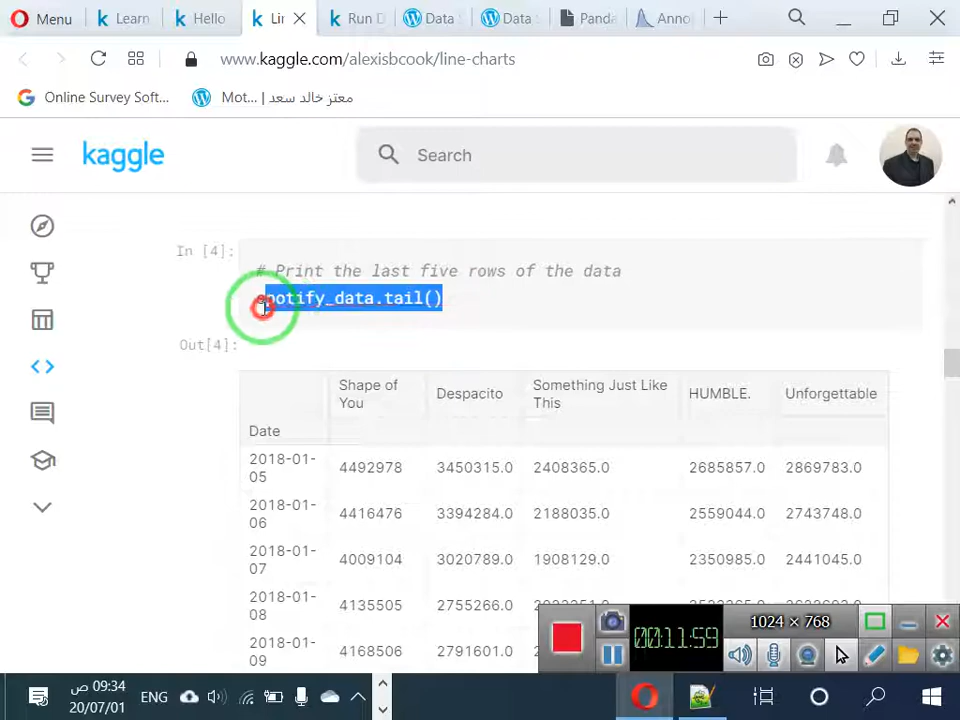 Menu
Learn
Hello
Lin
Run D
Data
Data
Panda
Anno
www.kaggle.com/alexisbcook/line-charts
Online Survey Soft...
Mot... | معتز خالد سعد
kaggle
Search
In [4]:
# Print the last five rows of the data
spotify_data.tail()
Out[4]:
Shape of You
Despacito
Something Just Like This
HUMBLE.
Unforgettable
Date
2018-01-05 4492978 3450315.0 2408365.0 2685857.0 2869783.0
2018-01-06 4416476 3394284.0 2188035.0 2559044.0 2743748.0
2018-01-07 4009104 3020789.0 1908129.0 2350985.0 2441045.0
2018-01-08 4135505 2755266.0
2018-01-09 4168506 2791601.0
00:11:59
1024 × 768
09:34 ص
20/07/01
ENG